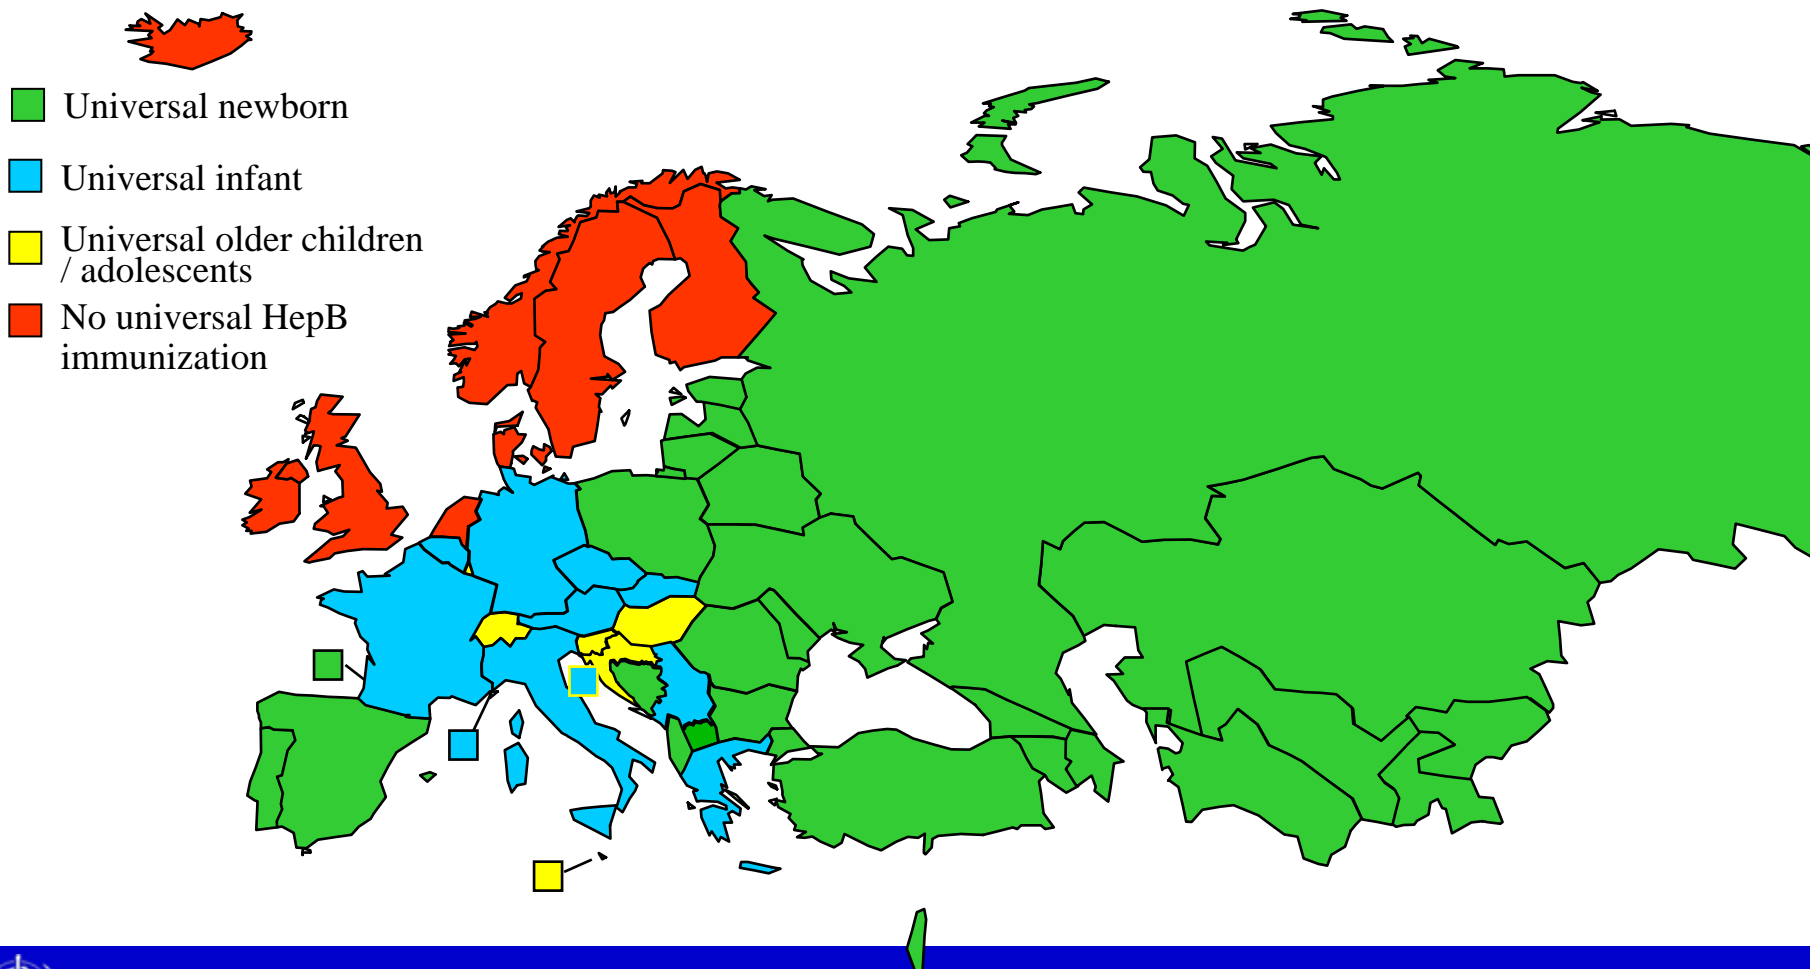 Universal newborn
Universal infant
Universal older children
/ adolescents
No universal HepB
immunization